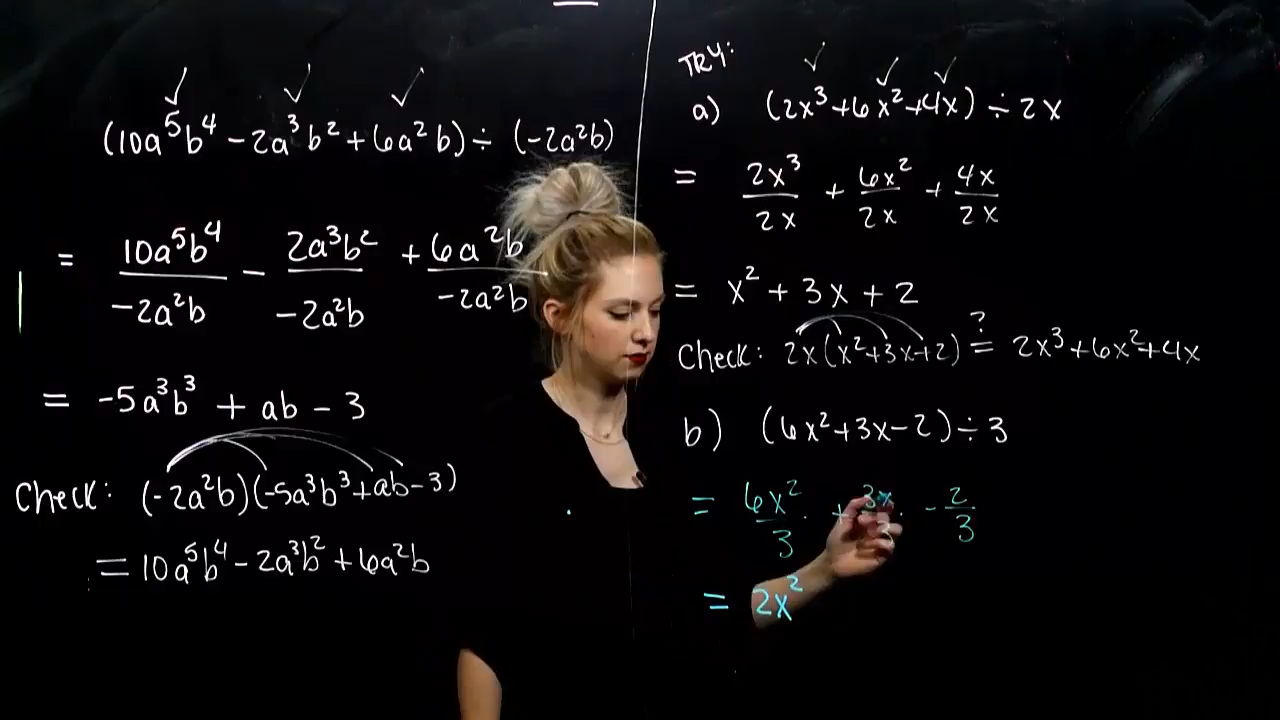 (10a⁵b⁴ - 2a³b² + 6a²b) ÷ (-2a²b)
= 10a⁵b⁴/-2a²b - 2a³b²/-2a²b + 6a²b/-2a²b
= -5a³b³ + ab - 3
Check: (-2a²b)(-5a³b³+ab-3)
= 10a⁵b⁴ - 2a³b² + 6a²b
TRY:
a) (2x³+6x²+4x) ÷ 2x
= 2x³/2x + 6x²/2x + 4x/2x
= x² + 3x + 2
Check: 2x(x²+3x+2) ?= 2x³+6x²+4x
b) (6x²+3x-2) ÷ 3
= 6x²/3 + 3x/3 - 2/3
= 2x²